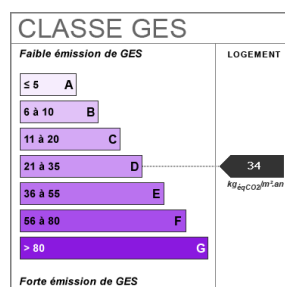 CLASSE GES
Faible émission de GES
LOGEMENT
≤ 5 A
6 à 10 B
11 à 20 C
21 à 35 D
34
kgéqCO2/m².an
36 à 55 E
56 à 80 F
> 80 G
Forte émission de GES